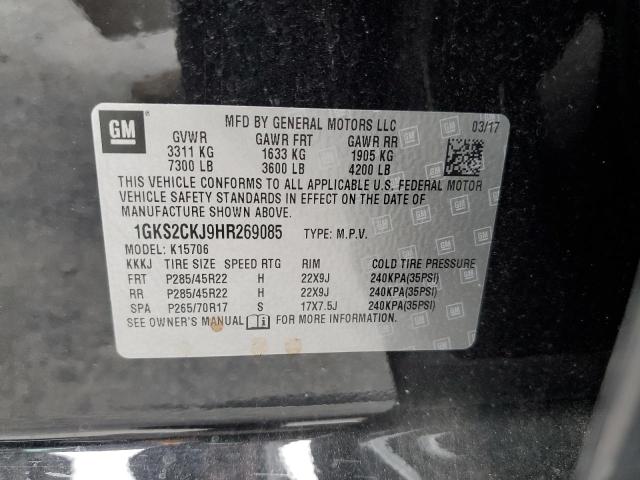 GM ®
MFD BY GENERAL MOTORS LLC 03/17
GVWR GAWR FRT GAWR RR
3311 KG 1633 KG 1905 KG
7300 LB 3600 LB 4200 LB
THIS VEHICLE CONFORMS TO ALL APPLICABLE U.S. FEDERAL MOTOR
VEHICLE SAFETY STANDARDS IN EFFECT ON THE DATE OF
MANUFACTURE SHOWN ABOVE.
1GKS2CKJ9HR269085 TYPE: M.P.V.
MODEL: K15706
KKKJ TIRE SIZE SPEED RTG RIM COLD TIRE PRESSURE
FRT P285/45R22 H 22X9J 240KPA(35PSI)
RR P285/45R22 H 22X9J 240KPA(35PSI)
SPA P265/70R17 S 17X7.5J 240KPA(35PSI)
SEE OWNER'S MANUAL FOR MORE INFORMATION.